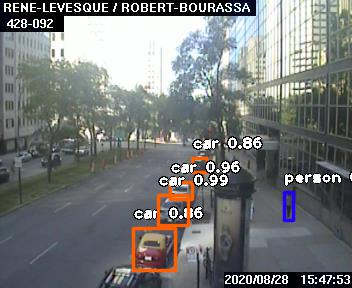 RENE-LEVESQUE / ROBERT-BOURASSA
428-092
car 0.86
car 0.96
car 0.99
person
car 0.86
2020/08/28 15:47:53